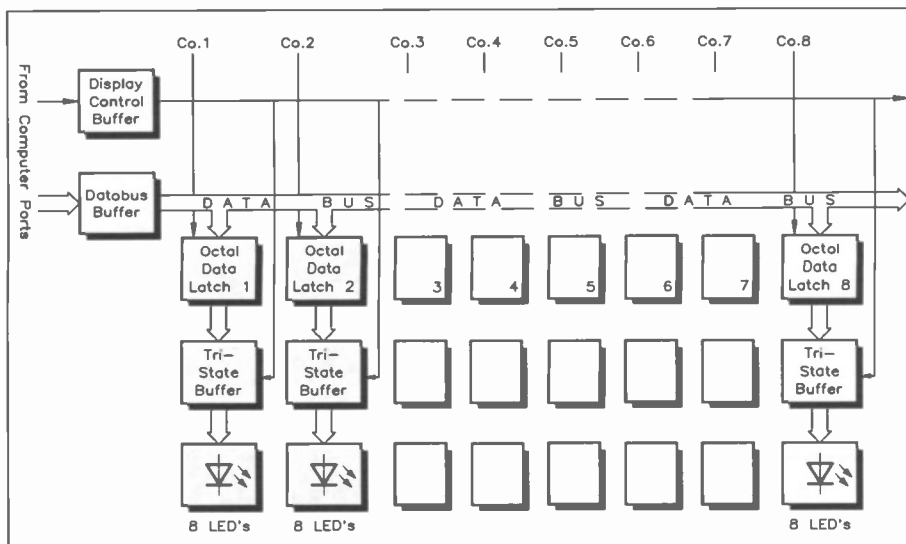 Co.1 Co.2 Co.3 Co.4 Co.5 Co.6 Co.7 Co.8
From Computer Ports
Display
Control
Buffer
Databus
Buffer
DATA BUS DATA BUS DATA BUS
Octal
Data
Latch 1
Octal
Data
Latch 2
3
4
5
6
7
Octal
Data
Latch 8
Tri-
State
Buffer
Tri-
State
Buffer
Tri-
State
Buffer
8 LED's
8 LED's
8 LED's